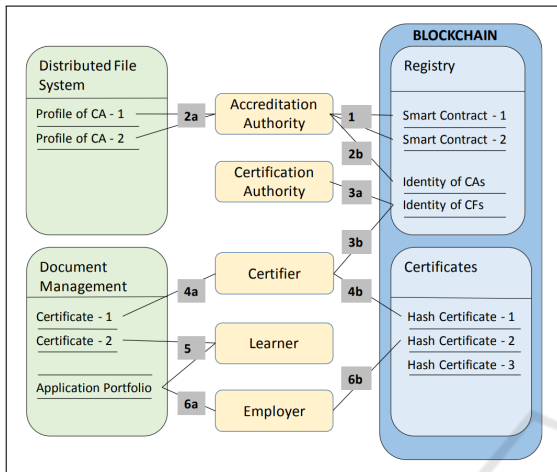 BLOCKCHAIN
Distributed File
System
Profile of CA - 1
Profile of CA - 2
2a
Accreditation
Authority
1
2b
Registry
Smart Contract - 1
Smart Contract - 2
Identity of CAs
Identity of CFs
Certification
Authority
3a
3b
Document
Management
Certificate - 1
Certificate - 2
Application Portfolio
4a
Certifier
4b
5
Learner
6a
Employer
6b
Certificates
Hash Certificate - 1
Hash Certificate - 2
Hash Certificate - 3